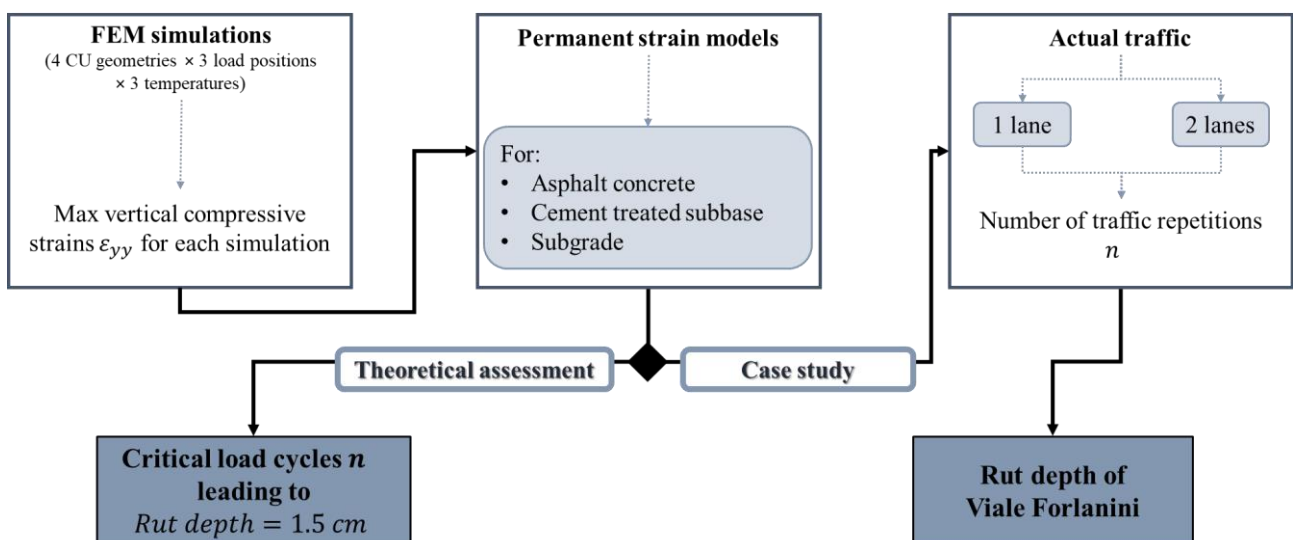 FEM simulations
(4 CU geometries × 3 load positions
× 3 temperatures)
Max vertical compressive
strains εyy for each simulation
Permanent strain models
For:
• Asphalt concrete
• Cement treated subbase
• Subgrade
Actual traffic
1 lane
2 lanes
Number of traffic repetitions
n
Theoretical assessment
Case study
Critical load cycles n
leading to
Rut depth = 1.5 cm
Rut depth of
Viale Forlanini